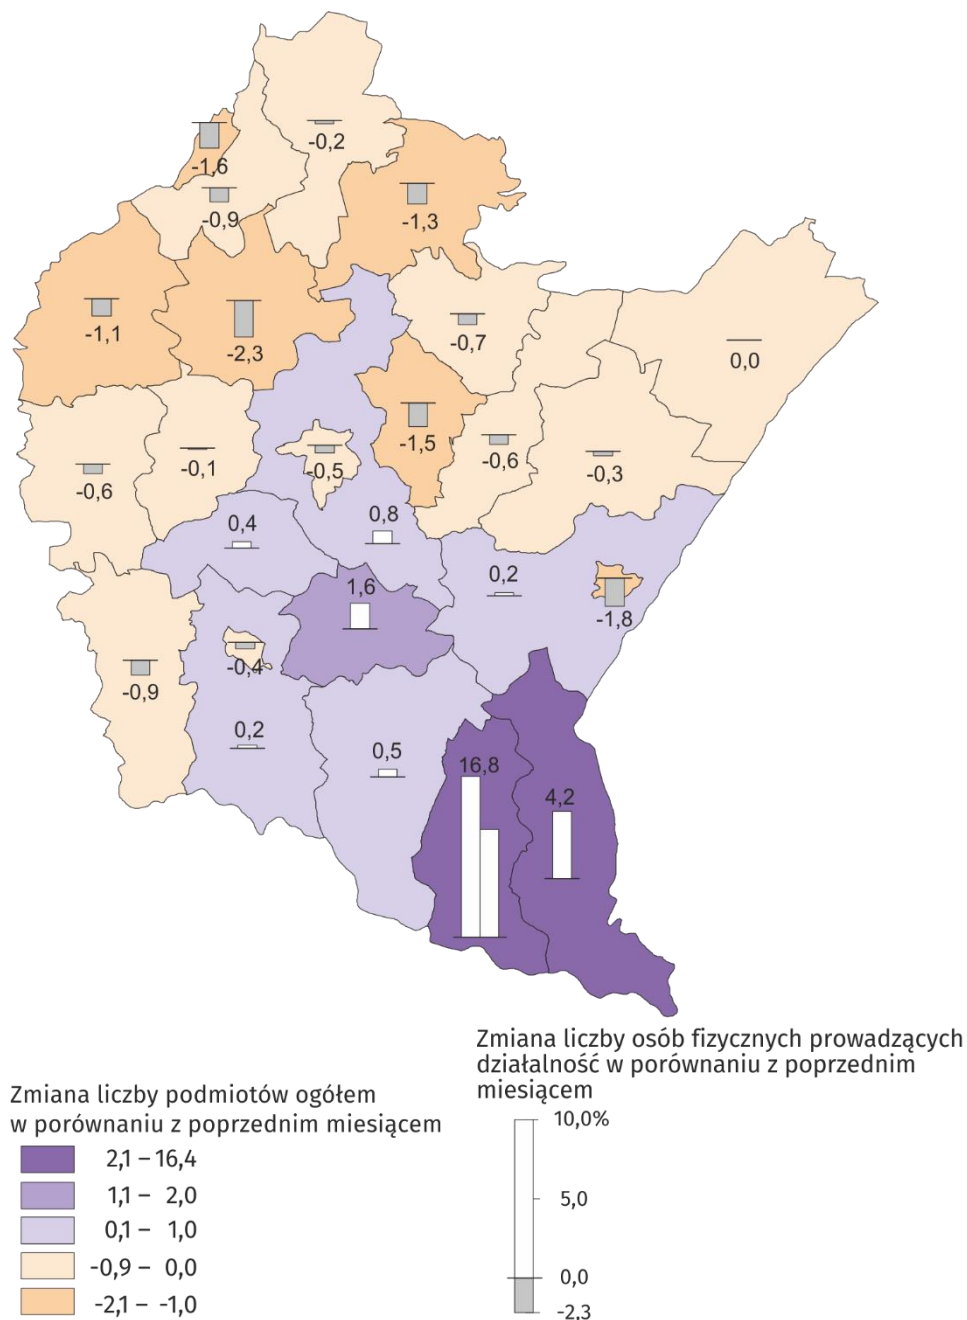 -0,2
-1,6
-0,9
-1,3
-1,1
-2,3
-0,7
0,0
-1,5
-0,6
-0,1
-0,5
-0,6
-0,3
0,4
0,8
1,6
0,2
-1,8
-0,4
-0,9
0,2
0,5
16,8
4,2
Zmiana liczby osób fizycznych prowadzących
działalność w porównaniu z poprzednim
miesiącem
10,0%
5,0
0,0
-2,3
Zmiana liczby podmiotów ogółem
w porównaniu z poprzednim miesiącem
2,1 – 16,4
1,1 – 2,0
0,1 – 1,0
-0,9 – 0,0
-2,1 – -1,0